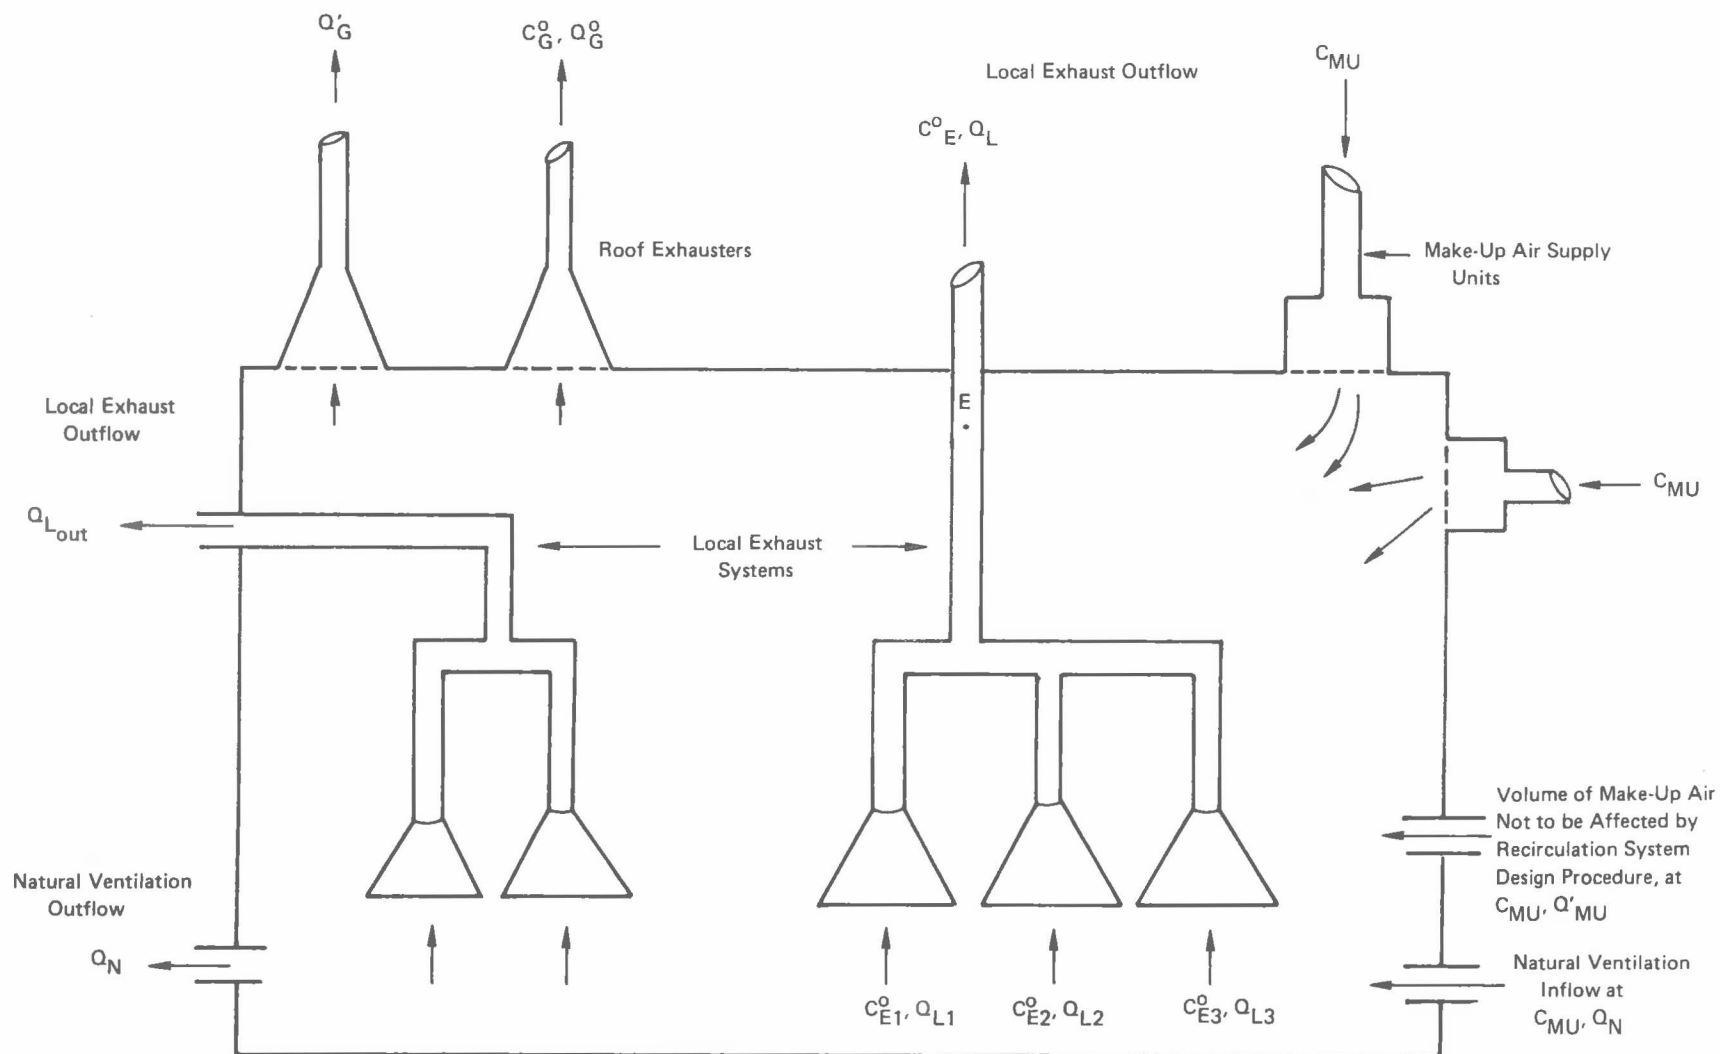 Q'G
C°G, Q°G
Local Exhaust Outflow
CMU
C°E, QL
Roof Exhausters
Make-Up Air Supply
Units
E
Local Exhaust
Outflow
CMU
QLout
Local Exhaust
Systems
Volume of Make-Up Air
Not to be Affected by
Recirculation System
Design Procedure, at
CMU, Q'MU
Natural Ventilation
Outflow
QN
Natural Ventilation
Inflow at
CMU, QN
C°E1, QL1
C°E2, QL2
C°E3, QL3